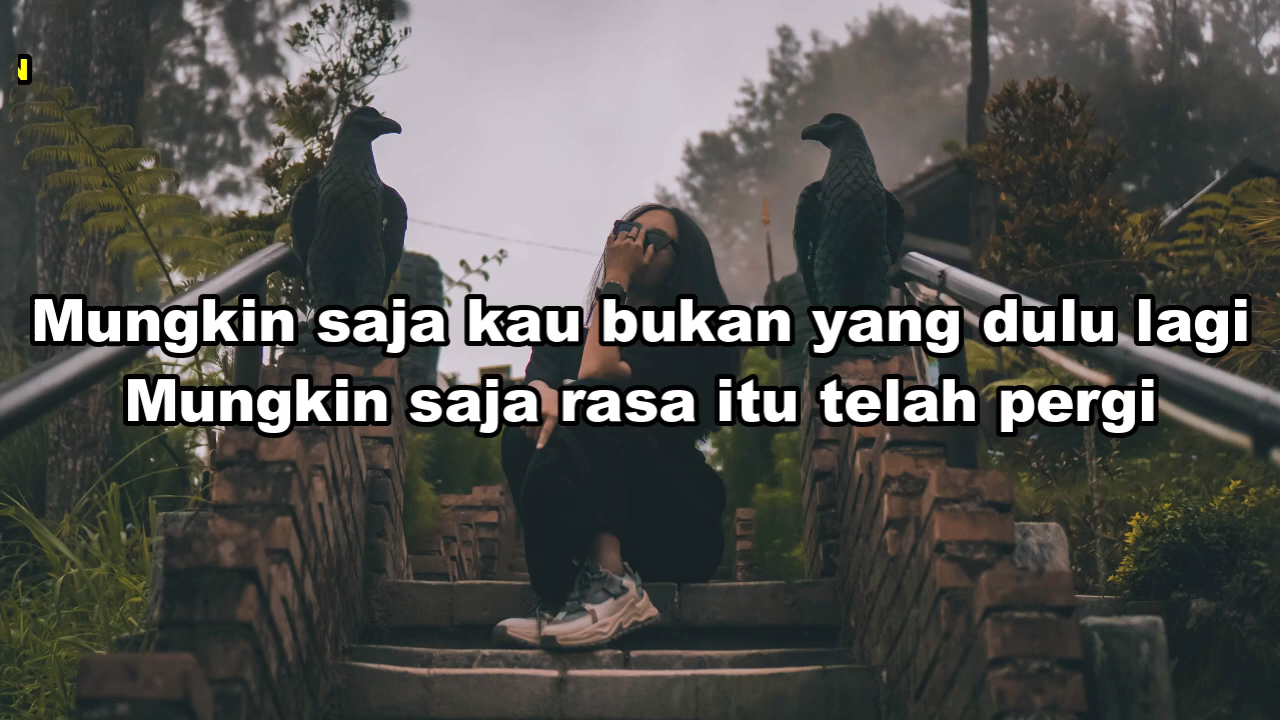 N
Mungkin saja kau bukan yang dulu lagi
Mungkin saja rasa itu telah pergi